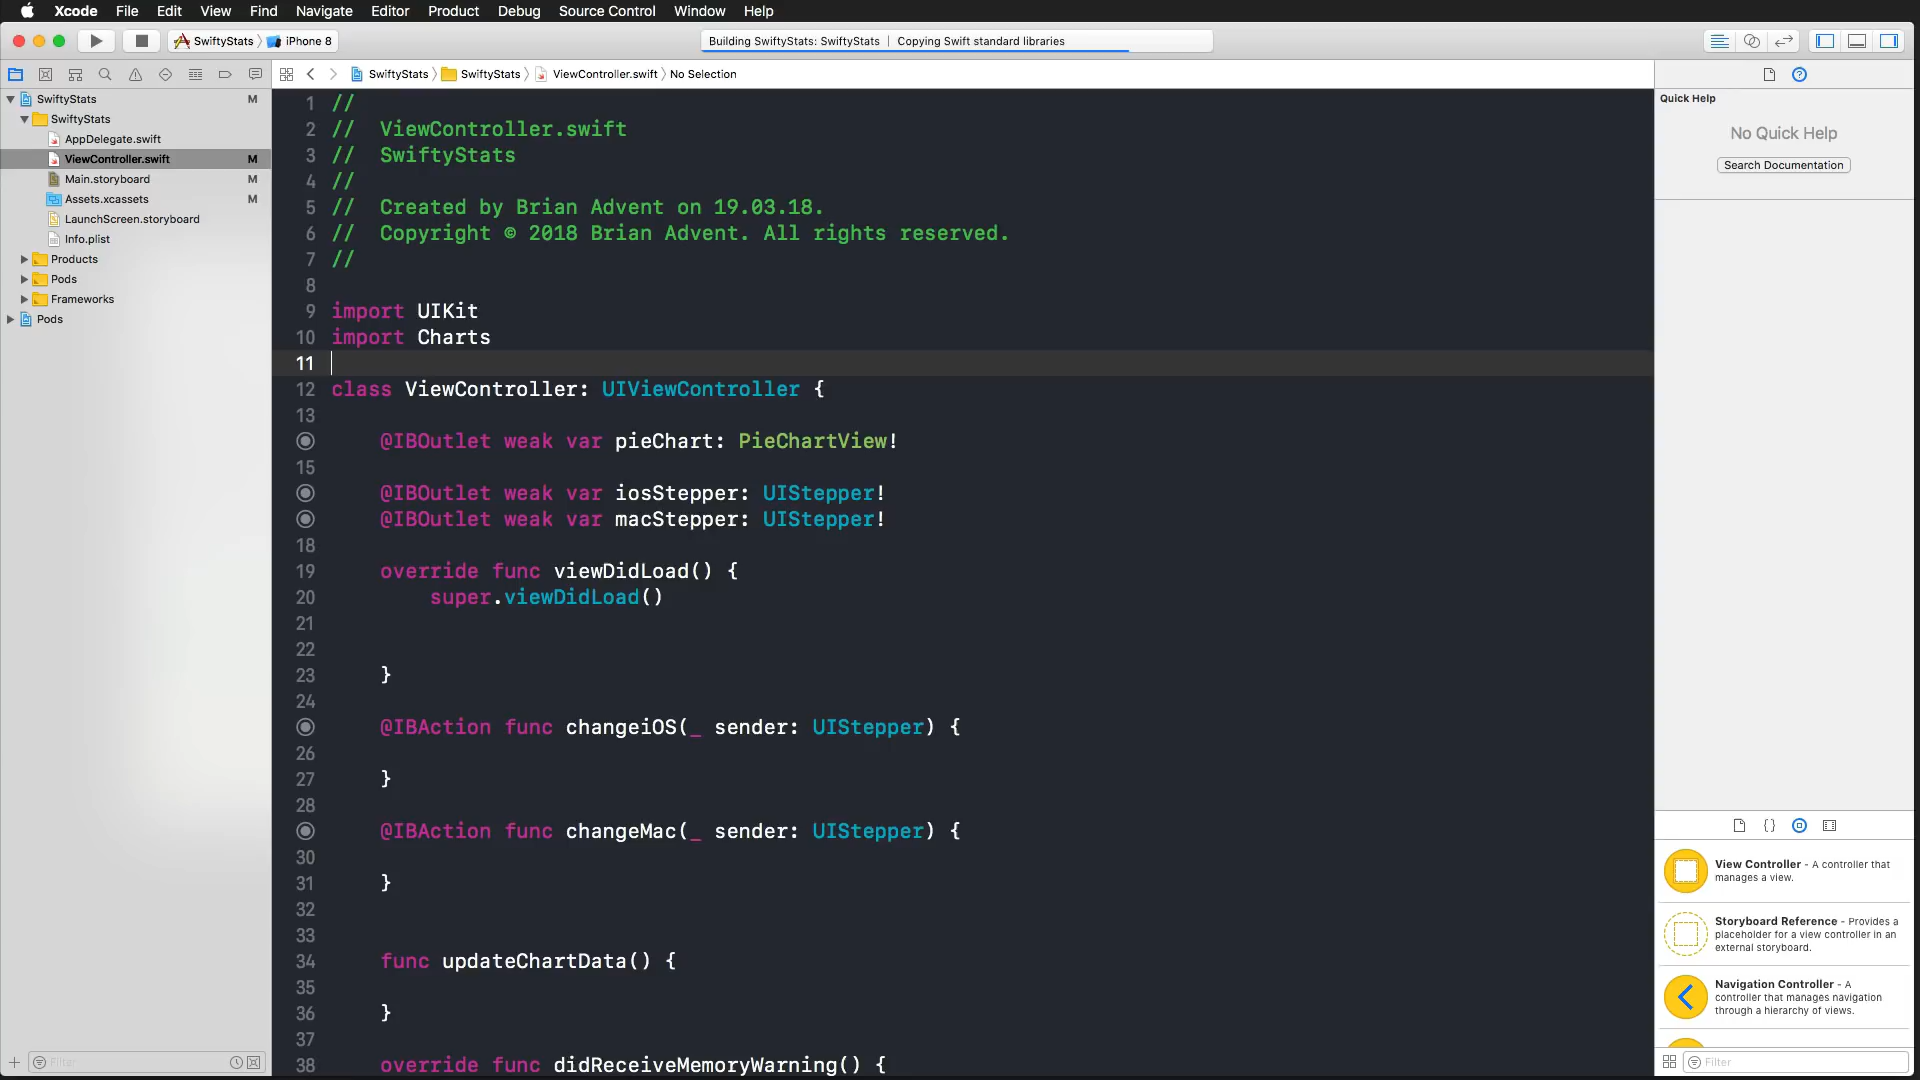 Xcode File Edit View Find Navigate Editor Product Debug Source Control Window Help
SwiftyStats iPhone 8
Building SwiftyStats: SwiftyStats | Copying Swift standard libraries
SwiftyStats SwiftyStats ViewController.swift No Selection
SwiftyStats M
SwiftyStats
AppDelegate.swift
ViewController.swift M
Main.storyboard M
Assets.xcassets M
LaunchScreen.storyboard
Info.plist
Products
Pods
Frameworks
Pods
Filter
1 //
2 // ViewController.swift
3 // SwiftyStats
4 //
5 // Created by Brian Advent on 19.03.18.
6 // Copyright © 2018 Brian Advent. All rights reserved.
7 //
8
9 import UIKit
10 import Charts
11
12 class ViewController: UIViewController {
13
@IBOutlet weak var pieChart: PieChartView!
15
@IBOutlet weak var iosStepper: UIStepper!
@IBOutlet weak var macStepper: UIStepper!
18
19 override func viewDidLoad() {
20 super.viewDidLoad()
21
22
23 }
24
@IBAction func changeiOS(_ sender: UIStepper) {
26
27 }
28
@IBAction func changeMac(_ sender: UIStepper) {
30
31 }
32
33
34 func updateChartData() {
35
36 }
37
38 override func didReceiveMemoryWarning() {
Quick Help
No Quick Help
Search Documentation
View Controller - A controller that
manages a view.
Storyboard Reference - Provides a
placeholder for a view controller in an
external storyboard.
Navigation Controller - A
controller that manages navigation
through a hierarchy of views.
Filter